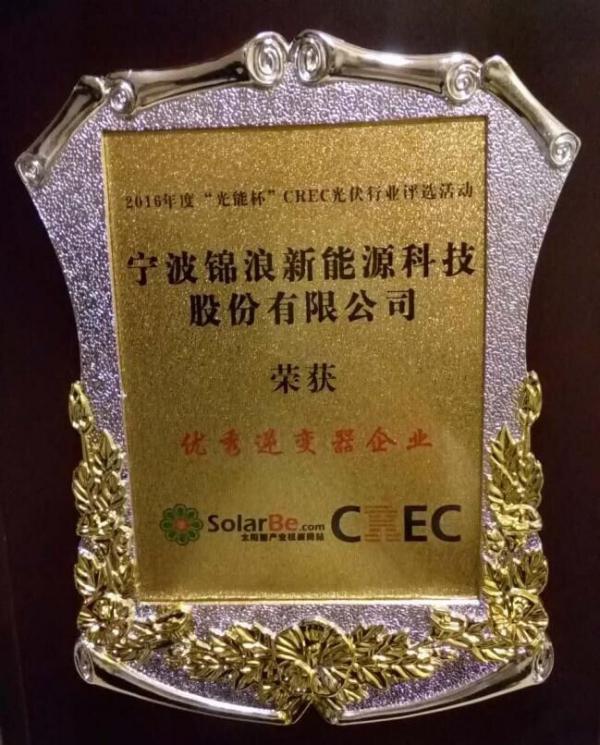 2016年度“光能杯”CREC光伏行业评选活动
宁波锦浪新能源科技
股份有限公司
荣获
优秀逆变器企业
SolarBe.com CREC
太阳能产业权威网站